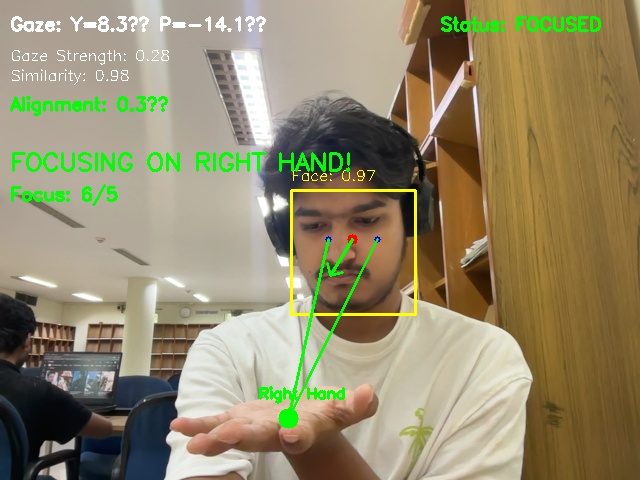 Gaze: Y=8.3?? P=-14.1??
Status: FOCUSED
Gaze Strength: 0.28
Similarity: 0.98
Alignment: 0.3??
FOCUSING ON RIGHT HAND!
Face: 0.97
Focus: 6/5
Right Hand